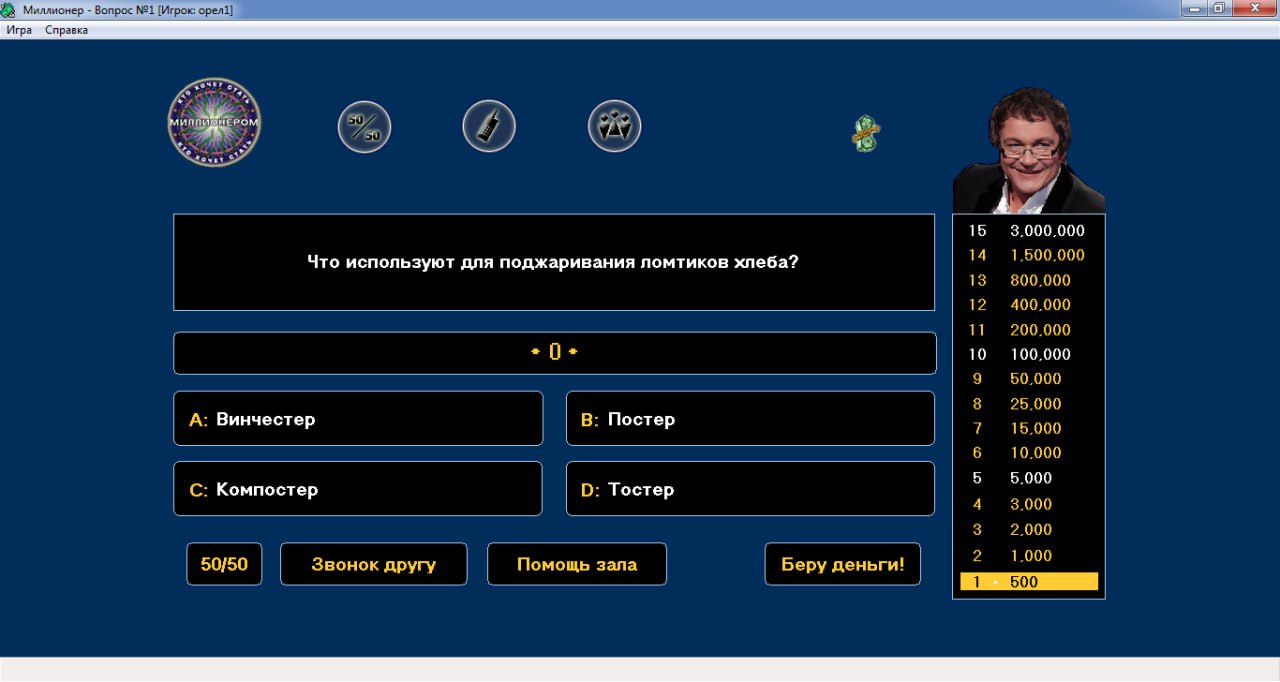 Миллионер - Вопрос №1 [Игрок: орел1]
Игра Справка
КТО ХОЧЕТ СТАТЬ
МИЛЛИОНЕРОМ
КТО ХОЧЕТ СТАТЬ
50/50
Что используют для поджаривания ломтиков хлеба?
• 0 •
A: Винчестер
B: Постер
C: Компостер
D: Тостер
50/50
Звонок другу
Помощь зала
Беру деньги!
15 3,000,000
14 1,500,000
13 800,000
12 400,000
11 200,000
10 100,000
9 50,000
8 25,000
7 15,000
6 10,000
5 5,000
4 3,000
3 2,000
2 1,000
1 • 500